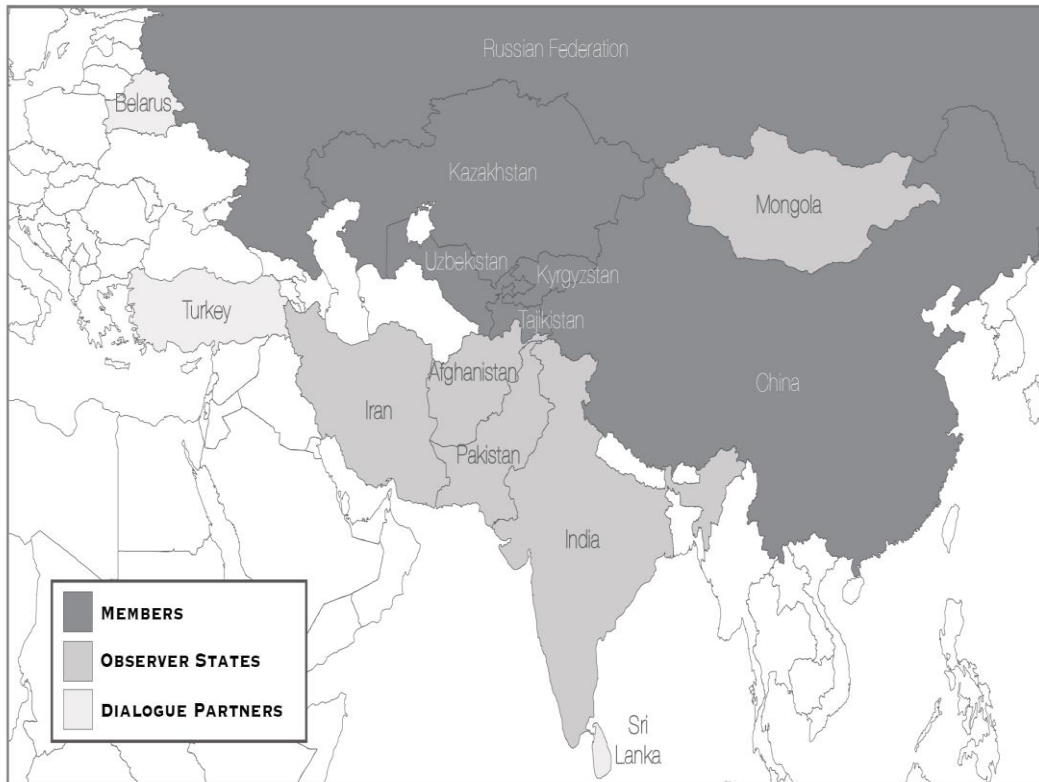 Russian Federation
Belarus
Kazakhstan
Mongola
Uzbekistan
Kyrgyzstan
Turkey
Tajikistan
Afghanistan
China
Iran
Pakistan
India
MEMBERS
OBSERVER STATES
DIALOGUE PARTNERS
Sri
Lanka